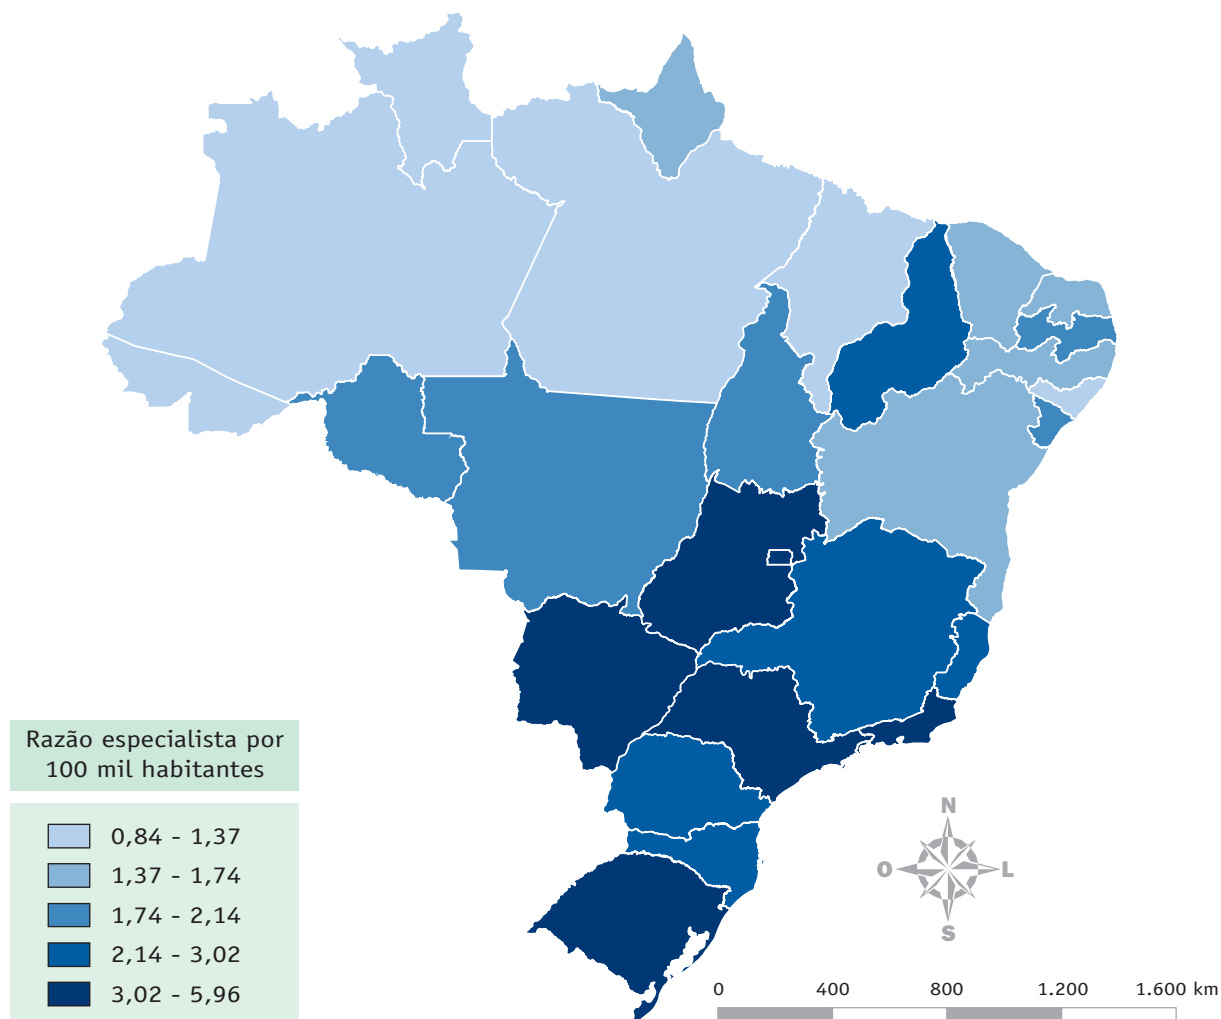 Razão especialista por
100 mil habitantes
0,84 - 1,37
1,37 - 1,74
1,74 - 2,14
2,14 - 3,02
3,02 - 5,96
N
O
L
S
0 400 800 1.200 1.600 km